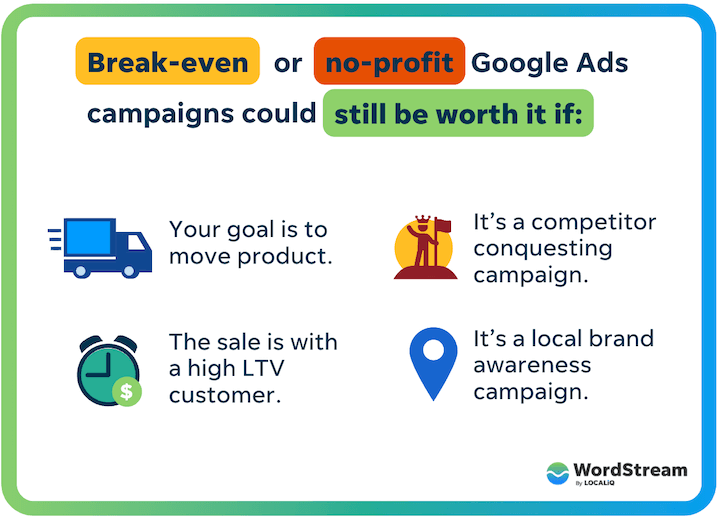 Break-even or no-profit Google Ads
campaigns could still be worth it if:
Your goal is to
move product.
It's a competitor
conquesting
campaign.
The sale is with
a high LTV
customer.
$
It's a local brand
awareness
campaign.
WordStream
By LOCALiQ